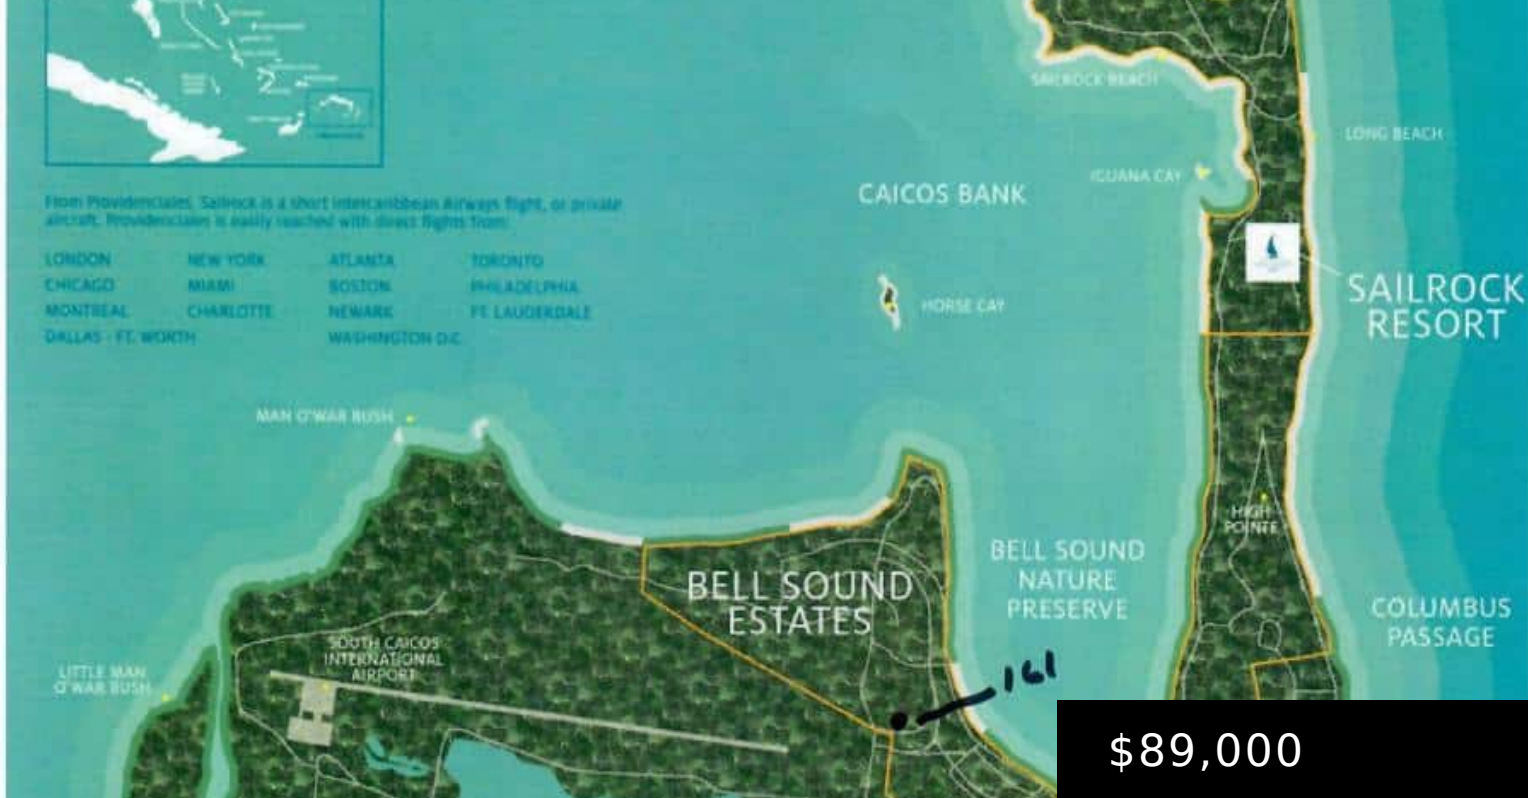 SAILROCK BEACH
LONG BEACH
IGUANA CAY
CAICOS BANK
From Providenciales, Sailrock is a short interCaribbean Airways flight, or private
aircraft. Providenciales is easily reached with direct flights from:
LONDON NEW YORK ATLANTA TORONTO
CHICAGO MIAMI BOSTON PHILADELPHIA
MONTREAL CHARLOTTE NEWARK FT. LAUDERDALE
DALLAS - FT. WORTH WASHINGTON D.C.
HORSE CAY
SAILROCK
RESORT
MAN O'WAR BUSH
HIGH
POINTE
BELL SOUND
NATURE
PRESERVE
BELL SOUND
ESTATES
COLUMBUS
PASSAGE
SOUTH CAICOS
INTERNATIONAL
AIRPORT
LITTLE MAN
O'WAR BUSH
161
$89,000